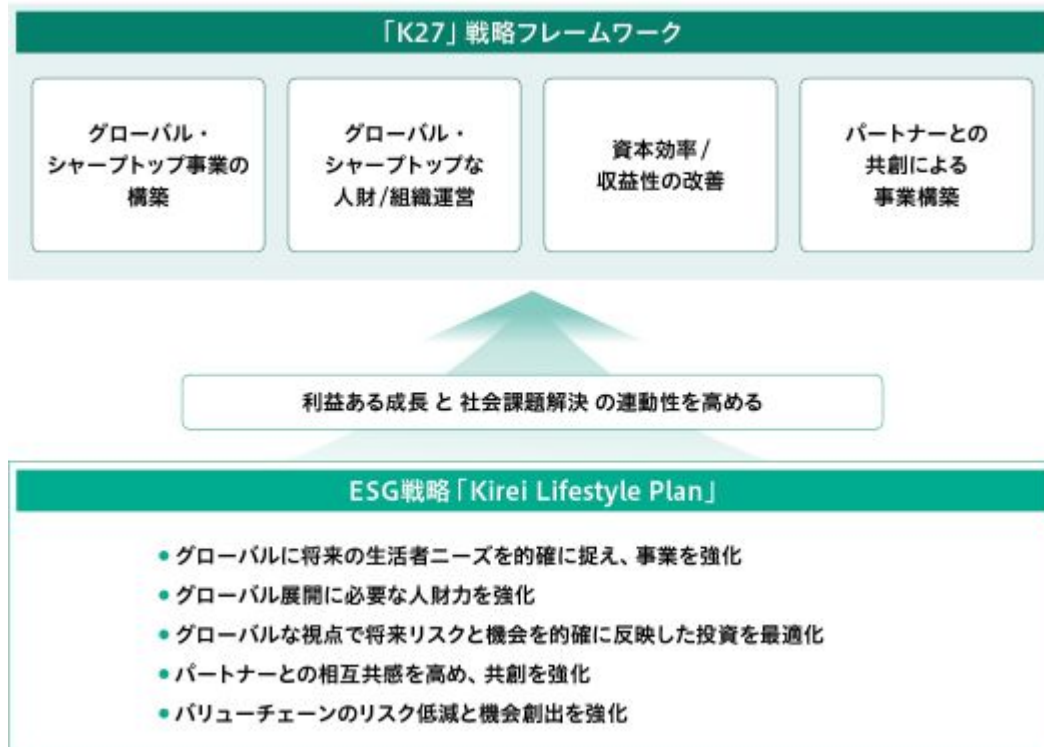 「K27」戦略フレームワーク
グローバル・
シャープトップ事業の
構築
グローバル・
シャープトップな
人財/組織運営
資本効率/
収益性の改善
パートナーとの
共創による
事業構築
利益ある成長 と 社会課題解決 の連動性を高める
ESG戦略「Kirei Lifestyle Plan」
●グローバルに将来の生活者ニーズを的確に捉え、事業を強化
●グローバル展開に必要な人財力を強化
●グローバルな視点で将来リスクと機会を的確に反映した投資を最適化
●パートナーとの相互共感を高め、共創を強化
●バリューチェーンのリスク低減と機会創出を強化